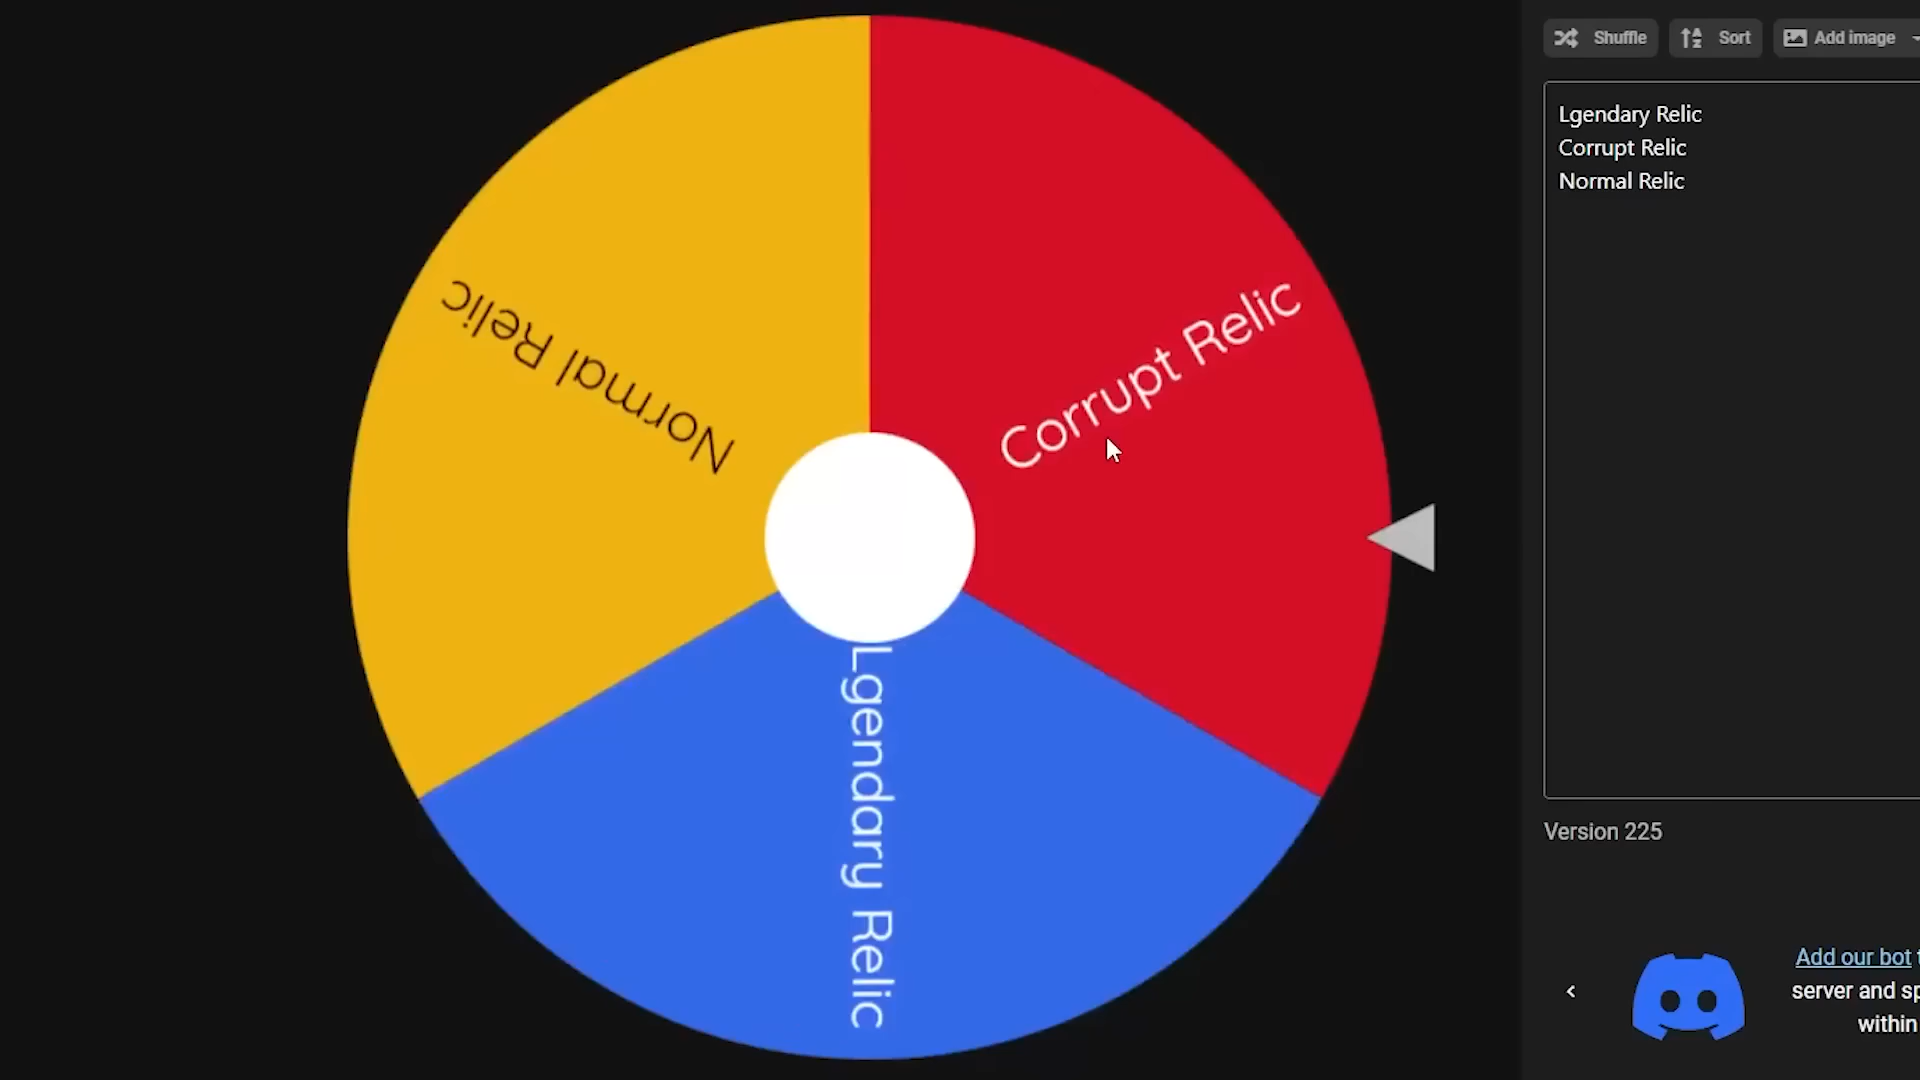 Shuffle
Sort
Add image
Lgendary Relic
Corrupt Relic
Normal Relic
Normal Relic
Corrupt Relic
Lgendary Relic
Version 225
Add our bot
server and sp
within